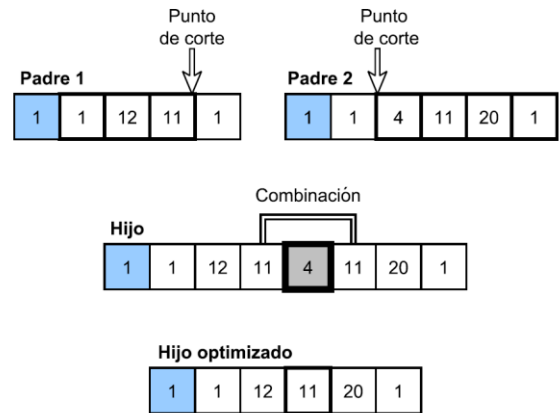 Punto
de corte
Punto
de corte
Padre 1
Padre 2
1 1 12 11 1
1 1 4 11 20 1
Combinación
Hijo
1 1 12 11 4 11 20 1
Hijo optimizado
1 1 12 11 20 1